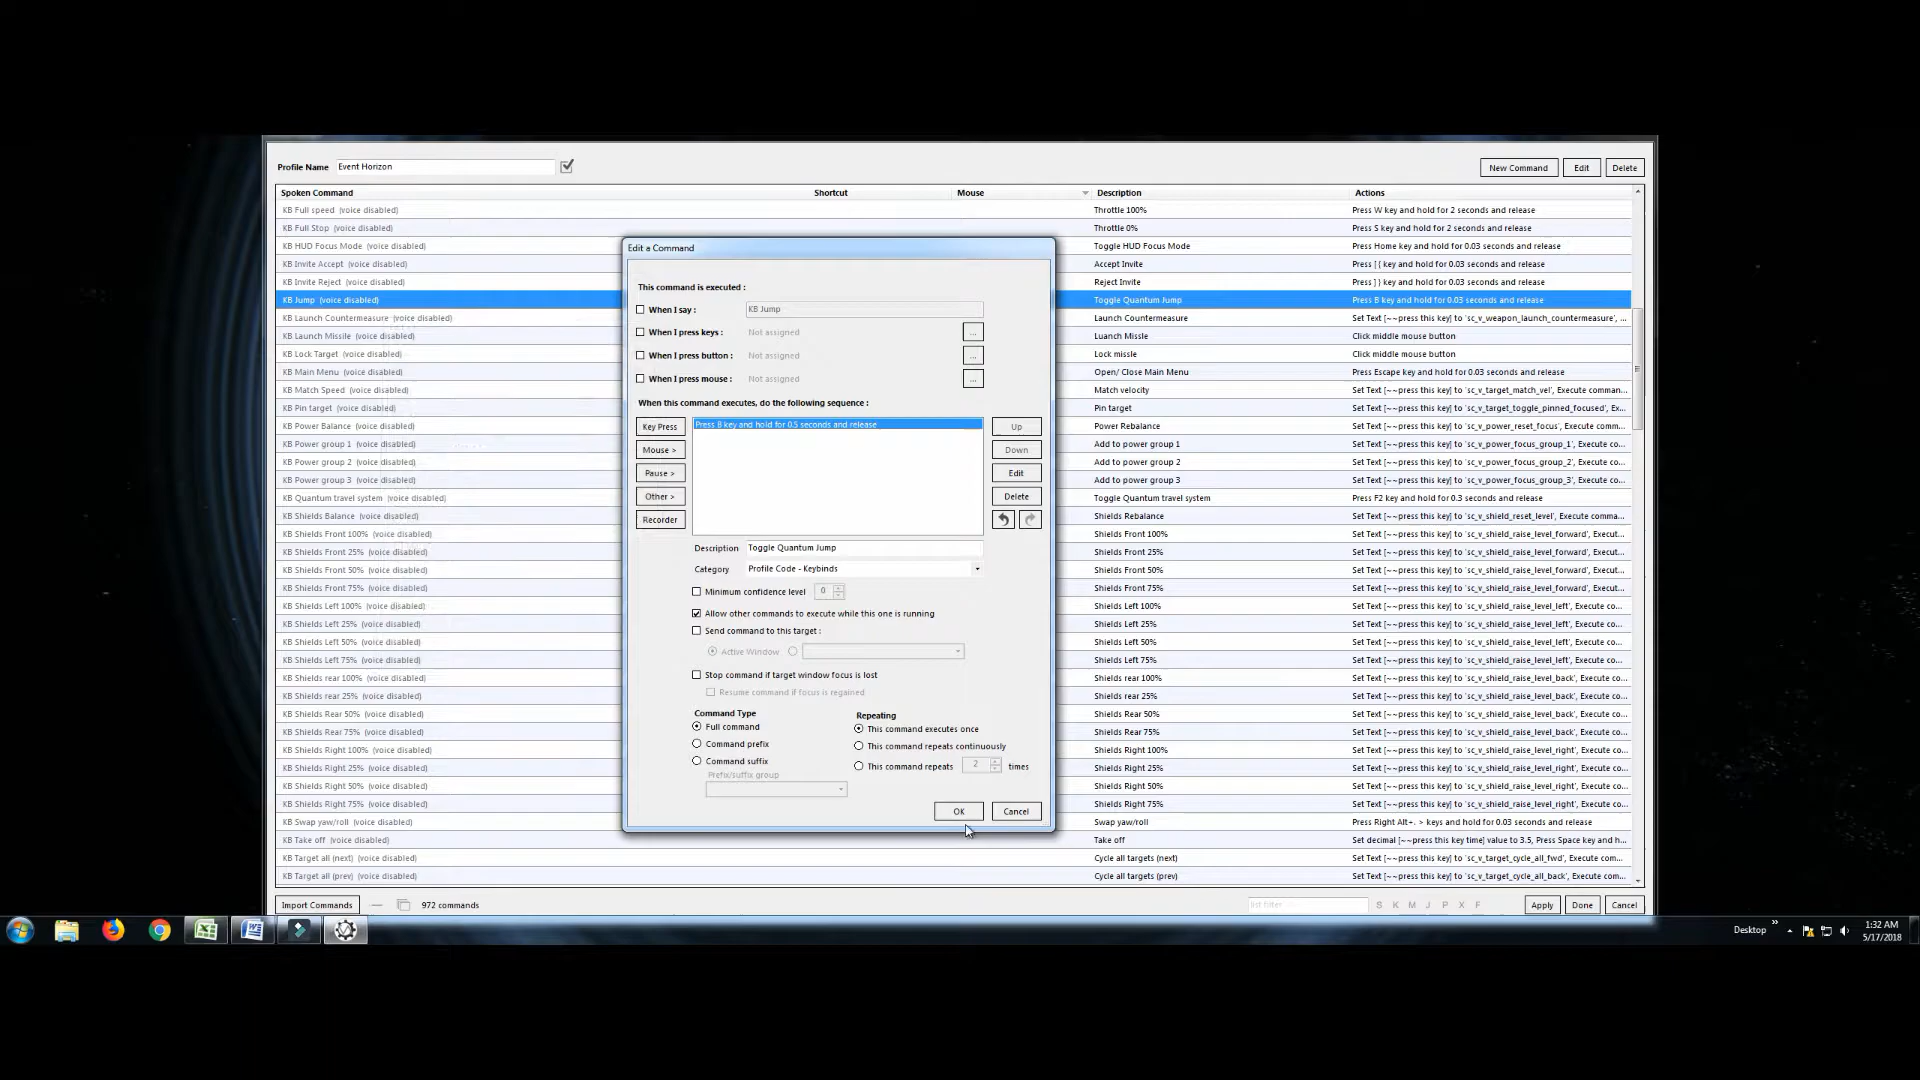 Profile Name Event Horizon New Command Edit Delete
Spoken Command Shortcut Mouse Description Actions
KB Full speed (voice disabled) Throttle 100% Press W key and hold for 2 seconds and release
KB Full Stop (voice disabled) Throttle 0% Press S key and hold for 2 seconds and release
KB HUD Focus Mode (voice disabled) Toggle HUD Focus Mode Press Home key and hold for 0.03 seconds and release
KB Invite Accept (voice disabled) Accept Invite Press ] { key and hold for 0.03 seconds and release
KB Invite Reject (voice disabled) Reject Invite Press ] { key and hold for 0.03 seconds and release
KB Jump (voice disabled) Toggle Quantum Jump Press B key and hold for 0.03 seconds and release
KB Launch Countermeasure (voice disabled) Launch Countermeasure Set Text [~~press this key] to 'sc_v_weapon_launch_countermeasure', ...
KB Launch Missile (voice disabled) Luanch Missile Click middle mouse button
KB Lock Target (voice disabled) Lock missle Click middle mouse button
KB Main Menu (voice disabled) Open/ Close Main Menu Press Escape key and hold for 0.03 seconds and release
KB Match Speed (voice disabled) Match velocity Set Text [~~press this key] to 'sc_v_target_match_vel', Execute comman...
KB Pin target (voice disabled) Pin target Set Text [~~press this key] to 'sc_v_target_toggle_pinned_focused', Ex...
KB Power Balance (voice disabled) Power Rebalance Set Text [~~press this key] to 'sc_v_power_reset_focus', Execute comm...
KB Power group 1 (voice disabled) Add to power group 1 Set Text [~~press this key] to 'sc_v_power_focus_group_1', Execute co...
KB Power group 2 (voice disabled) Add to power group 2 Set Text [~~press this key] to 'sc_v_power_focus_group_2', Execute co...
KB Power group 3 (voice disabled) Add to power group 3 Set Text [~~press this key] to 'sc_v_power_focus_group_3', Execute co...
KB Quantum travel system (voice disabled) Toggle Quantum travel system Press F2 key and hold for 0.3 seconds and release
KB Shields Balance (voice disabled) Shields Rebalance Set Text [~~press this key] to 'sc_v_shield_reset_level', Execute comma...
KB Shields Front 100% (voice disabled) Shields Front 100% Set Text [~~press this key] to 'sc_v_shield_raise_level_forward', Execut...
KB Shields Front 25% (voice disabled) Shields Front 25% Set Text [~~press this key] to 'sc_v_shield_raise_level_forward', Execut...
KB Shields Front 50% (voice disabled) Shields Front 50% Set Text [~~press this key] to 'sc_v_shield_raise_level_forward', Execut...
KB Shields Front 75% (voice disabled) Shields Front 75% Set Text [~~press this key] to 'sc_v_shield_raise_level_forward', Execut...
KB Shields Left 100% (voice disabled) Shields Left 100% Set Text [~~press this key] to 'sc_v_shield_raise_level_left', Execute co...
KB Shields Left 25% (voice disabled) Shields Left 25% Set Text [~~press this key] to 'sc_v_shield_raise_level_left', Execute co...
KB Shields Left 50% (voice disabled) Shields Left 50% Set Text [~~press this key] to 'sc_v_shield_raise_level_left', Execute co...
KB Shields Left 75% (voice disabled) Shields Left 75% Set Text [~~press this key] to 'sc_v_shield_raise_level_left', Execute co...
KB Shields rear 100% (voice disabled) Shields rear 100% Set Text [~~press this key] to 'sc_v_shield_raise_level_back', Execute c...
KB Shields rear 25% (voice disabled) Shields rear 25% Set Text [~~press this key] to 'sc_v_shield_raise_level_back', Execute c...
KB Shields Rear 50% (voice disabled) Shields Rear 50% Set Text [~~press this key] to 'sc_v_shield_raise_level_back', Execute c...
KB Shields Rear 75% (voice disabled) Shields Rear 75% Set Text [~~press this key] to 'sc_v_shield_raise_level_back', Execute c...
KB Shields Right 100% (voice disabled) Shields Right 100% Set Text [~~press this key] to 'sc_v_shield_raise_level_right', Execute c...
KB Shields Right 25% (voice disabled) Shields Right 25% Set Text [~~press this key] to 'sc_v_shield_raise_level_right', Execute c...
KB Shields Right 50% (voice disabled) Shields Right 50% Set Text [~~press this key] to 'sc_v_shield_raise_level_right', Execute c...
KB Shields Right 75% (voice disabled) Shields Right 75% Set Text [~~press this key] to 'sc_v_shield_raise_level_right', Execute c...
KB Swap yaw/roll (voice disabled) Swap yaw/roll Press Right Alt+. > keys and hold for 0.03 seconds and release
KB Take off (voice disabled) Take off Set decimal [~~press this key time] value to 3.5, Press Space key and h...
KB Target all (next) (voice disabled) Cycle all targets (next) Set Text [~~press this key] to 'sc_v_target_cycle_all_fwd', Execute com...
KB Target all (prev) (voice disabled) Cycle all targets (prev) Set Text [~~press this key] to 'sc_v_target_cycle_all_back', Execute co...
Edit a Command
This command is executed :
When I say : KB Jump
When I press keys : Not assigned ...
When I press button : Not assigned ...
When I press mouse : Not assigned ...
When this command executes, do the following sequence :
Key Press Press B key and hold for 0.5 seconds and release Up
Mouse > Down
Pause > Edit
Other > Delete
Recorder
Description Toggle Quantum Jump
Category Profile Code - Keybinds
Minimum confidence level 0
Allow other commands to execute while this one is running
Send command to this target :
Active Window
Stop command if target window focus is lost
Resume command if focus is regained
Command Type Repeating
Full command This command executes once
Command prefix This command repeats continuously
Command suffix This command repeats 2 times
Prefix/suffix group
OK Cancel
Import Commands 972 commands list filter S K M J P X F Apply Done Cancel
Desktop » 1:32 AM
5/17/2018